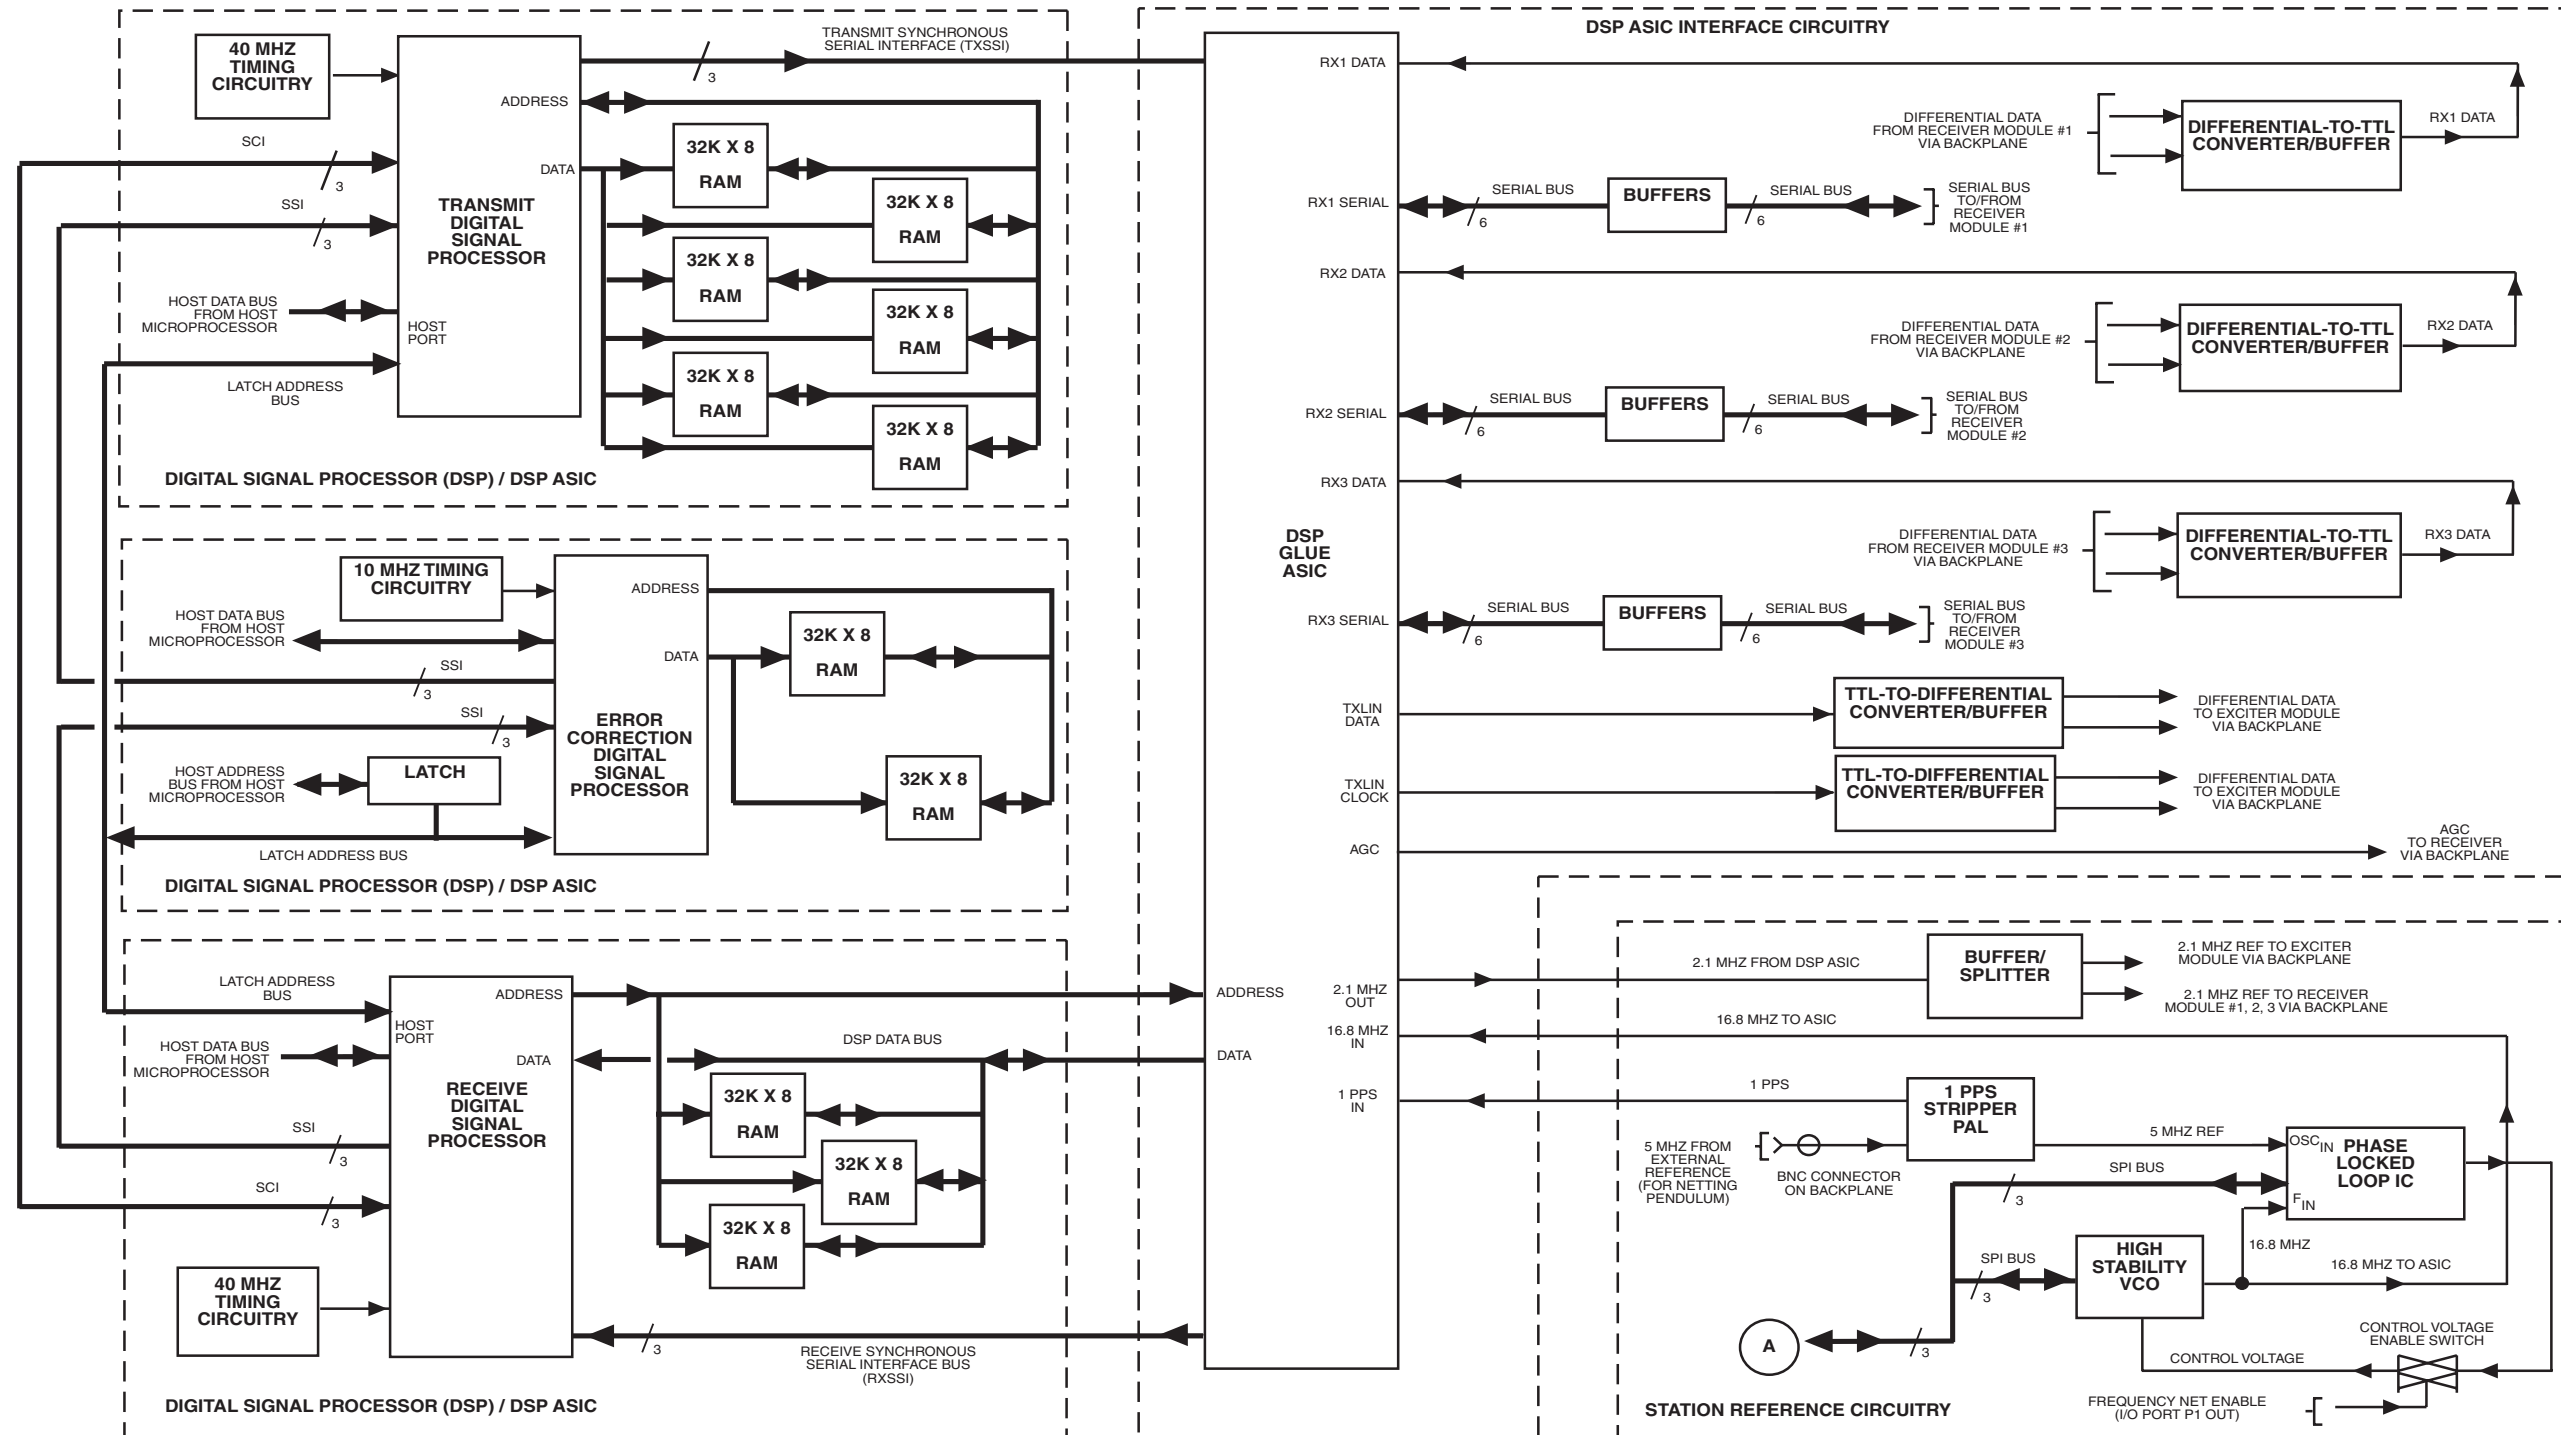 40 MHZ
TIMING
CIRCUITRY
TRANSMIT SYNCHRONOUS
SERIAL INTERFACE (TXSSI)
3
ADDRESS
SCI
3
SSI
3
DATA
TRANSMIT
DIGITAL
SIGNAL
PROCESSOR
32K X 8
RAM
32K X 8
RAM
32K X 8
RAM
32K X 8
RAM
32K X 8
RAM
32K X 8
RAM
HOST DATA BUS
FROM HOST
MICROPROCESSOR
HOST
PORT
LATCH ADDRESS
BUS
DIGITAL SIGNAL PROCESSOR (DSP) / DSP ASIC
10 MHZ TIMING
CIRCUITRY
ADDRESS
HOST DATA BUS
FROM HOST
MICROPROCESSOR
DATA
SSI
3
SSI
3
ERROR
CORRECTION
DIGITAL
SIGNAL
PROCESSOR
32K X 8
RAM
32K X 8
RAM
HOST ADDRESS
BUS FROM HOST
MICROPROCESSOR
LATCH
LATCH ADDRESS BUS
DIGITAL SIGNAL PROCESSOR (DSP) / DSP ASIC
LATCH ADDRESS
BUS
HOST
PORT
ADDRESS
HOST DATA BUS
FROM HOST
MICROPROCESSOR
DATA
DSP DATA BUS
RECEIVE
DIGITAL
SIGNAL
PROCESSOR
32K X 8
RAM
32K X 8
RAM
32K X 8
RAM
SSI
3
SCI
3
40 MHZ
TIMING
CIRCUITRY
3
RECEIVE SYNCHRONOUS
SERIAL INTERFACE BUS
(RXSSI)
DIGITAL SIGNAL PROCESSOR (DSP) / DSP ASIC
DSP ASIC INTERFACE CIRCUITRY
DSP
GLUE
ASIC
ADDRESS
DATA
RX1 DATA
DIFFERENTIAL DATA
FROM RECEIVER MODULE #1
VIA BACKPLANE
DIFFERENTIAL-TO-TTL
CONVERTER/BUFFER
RX1 DATA
RX1 SERIAL
6
SERIAL BUS
BUFFERS
SERIAL BUS
6
SERIAL BUS
TO/FROM
RECEIVER
MODULE #1
RX2 DATA
DIFFERENTIAL DATA
FROM RECEIVER MODULE #2
VIA BACKPLANE
DIFFERENTIAL-TO-TTL
CONVERTER/BUFFER
RX2 DATA
RX2 SERIAL
6
SERIAL BUS
BUFFERS
SERIAL BUS
6
SERIAL BUS
TO/FROM
RECEIVER
MODULE #2
RX3 DATA
DIFFERENTIAL DATA
FROM RECEIVER MODULE #3
VIA BACKPLANE
DIFFERENTIAL-TO-TTL
CONVERTER/BUFFER
RX3 DATA
RX3 SERIAL
6
SERIAL BUS
BUFFERS
SERIAL BUS
6
SERIAL BUS
TO/FROM
RECEIVER
MODULE #3
TXLIN
DATA
TTL-TO-DIFFERENTIAL
CONVERTER/BUFFER
DIFFERENTIAL DATA
TO EXCITER MODULE
VIA BACKPLANE
TXLIN
CLOCK
TTL-TO-DIFFERENTIAL
CONVERTER/BUFFER
DIFFERENTIAL DATA
TO EXCITER MODULE
VIA BACKPLANE
AGC
AGC
TO RECEIVER
VIA BACKPLANE
2.1 MHZ
OUT
2.1 MHZ FROM DSP ASIC
BUFFER/
SPLITTER
2.1 MHZ REF TO EXCITER
MODULE VIA BACKPLANE
2.1 MHZ REF TO RECEIVER
MODULE #1, 2, 3 VIA BACKPLANE
16.8 MHZ
IN
16.8 MHZ TO ASIC
1 PPS
IN
1 PPS
1 PPS
STRIPPER
PAL
5 MHZ FROM
EXTERNAL
REFERENCE
(FOR NETTING
PENDULUM)
BNC CONNECTOR
ON BACKPLANE
5 MHZ REF
OSC IN
PHASE
LOCKED
LOOP IC
SPI BUS
3
F IN
16.8 MHZ
SPI BUS
3
HIGH
STABILITY
VCO
16.8 MHZ TO ASIC
A
3
CONTROL VOLTAGE
ENABLE SWITCH
CONTROL VOLTAGE
FREQUENCY NET ENABLE
(I/O PORT P1 OUT)
STATION REFERENCE CIRCUITRY